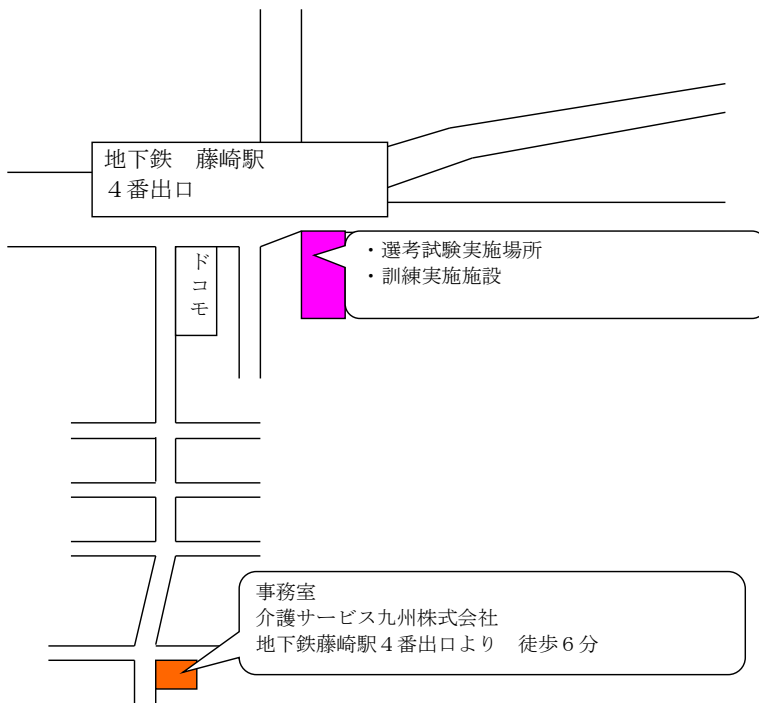 地下鉄　藤崎駅
４番出口
・選考試験実施場所
・訓練実施施設
ドコモ
事務室
介護サービス九州株式会社
地下鉄藤崎駅４番出口より　徒歩６分